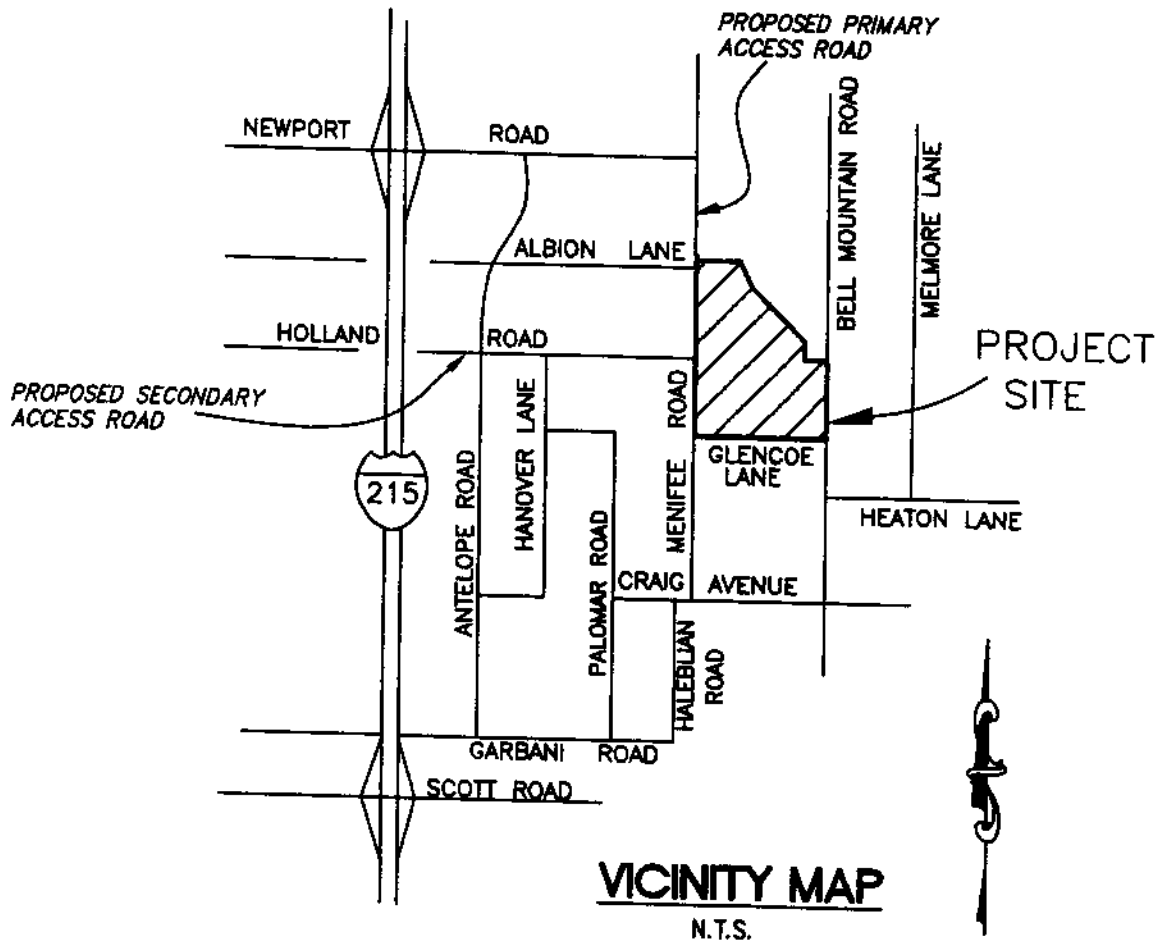 PROPOSED PRIMARY
ACCESS ROAD
NEWPORT ROAD
BELL MOUNTAIN ROAD
MELMORE LANE
ALBION LANE
HOLLAND ROAD
PROJECT
SITE
PROPOSED SECONDARY
ACCESS ROAD
215
ANTELOPE ROAD
HANOVER LANE
PALOMAR ROAD
MENIFEE ROAD
GLENCOE
LANE
HEATON LANE
CRAIG AVENUE
HALEBLIAN
ROAD
GARBANI ROAD
SCOTT ROAD
VICINITY MAP
N.T.S.